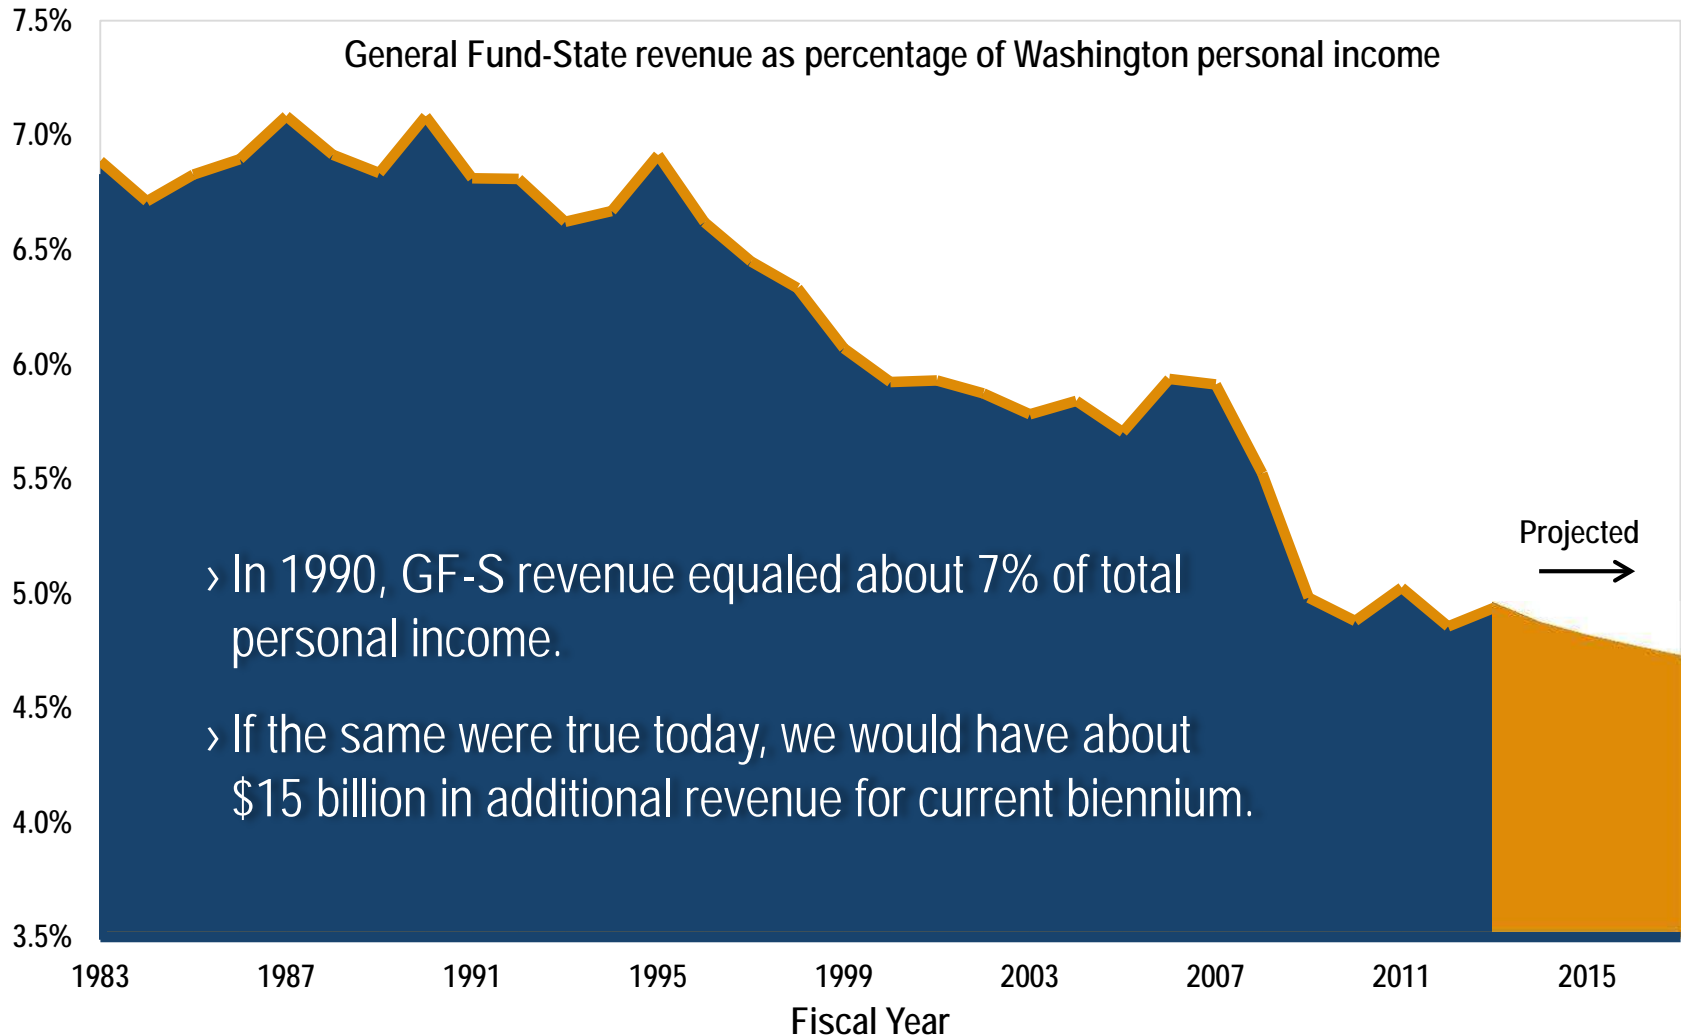 General Fund-State revenue as percentage of Washington personal income
7.5%
7.0%
6.5%
6.0%
5.5%
5.0%
4.5%
4.0%
3.5%
Projected
› In 1990, GF-S revenue equaled about 7% of total
personal income.
› If the same were true today, we would have about
$15 billion in additional revenue for current biennium.
1983 1987 1991 1995 1999 2003 2007 2011 2015
Fiscal Year